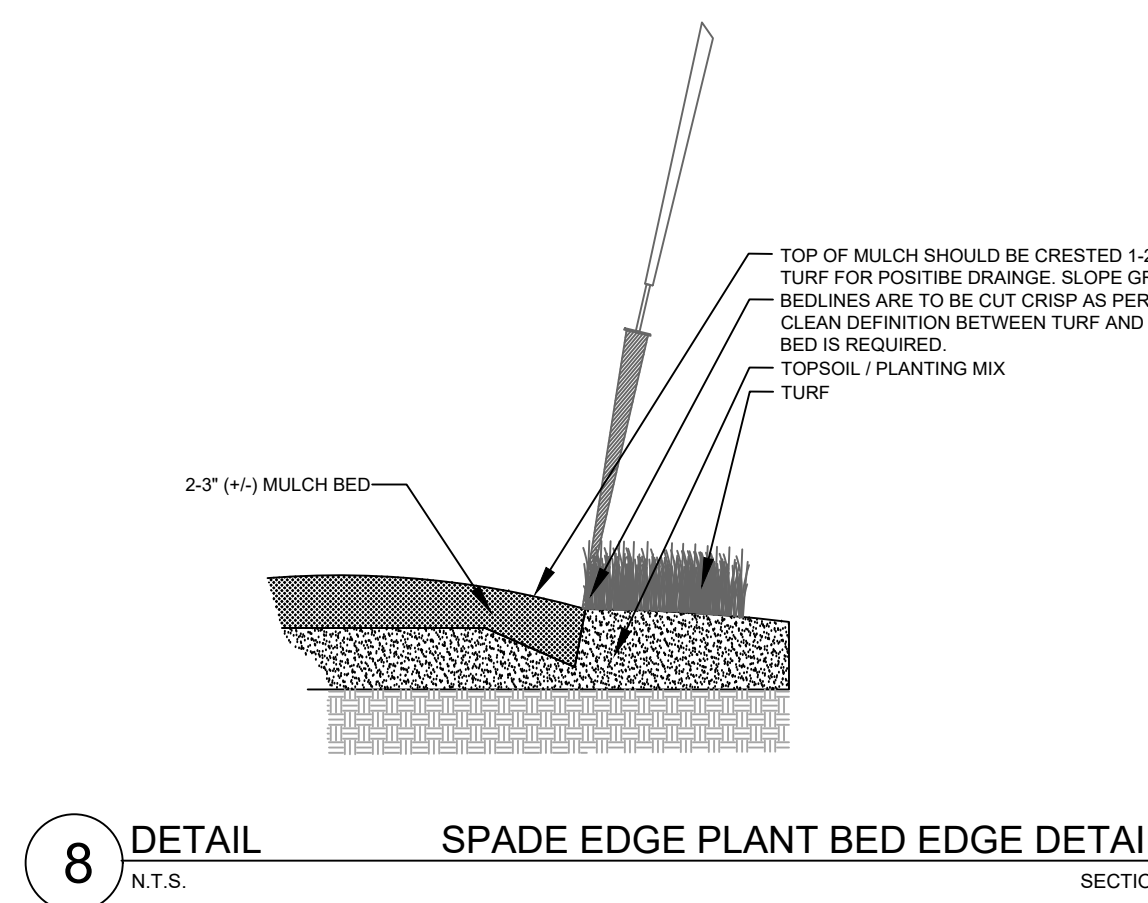 TOP OF MULCH SHOULD BE CRESTED 1-2
TURF FOR POSITIBE DRAINGE. SLOPE GR
BEDLINES ARE TO BE CUT CRISP AS PER
CLEAN DEFINITION BETWEEN TURF AND
BED IS REQUIRED.
TOPSOIL / PLANTING MIX
TURF
2-3" (+/-) MULCH BED
8
DETAIL SPADE EDGE PLANT BED EDGE DETAI
N.T.S. SECTIO